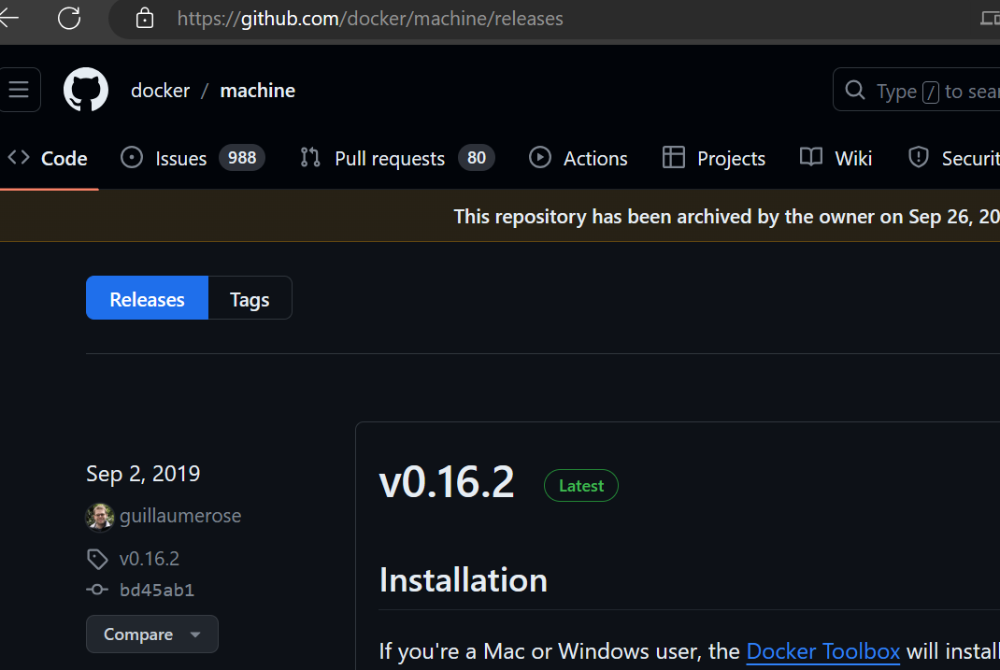 https://github.com/docker/machine/releases
docker / machine
Type / to sear
Code Issues 988 Pull requests 80 Actions Projects Wiki Securit
This repository has been archived by the owner on Sep 26, 20
Releases Tags
Sep 2, 2019
guillaumerose
v0.16.2
bd45ab1
Compare
v0.16.2 Latest
Installation
If you're a Mac or Windows user, the Docker Toolbox will install